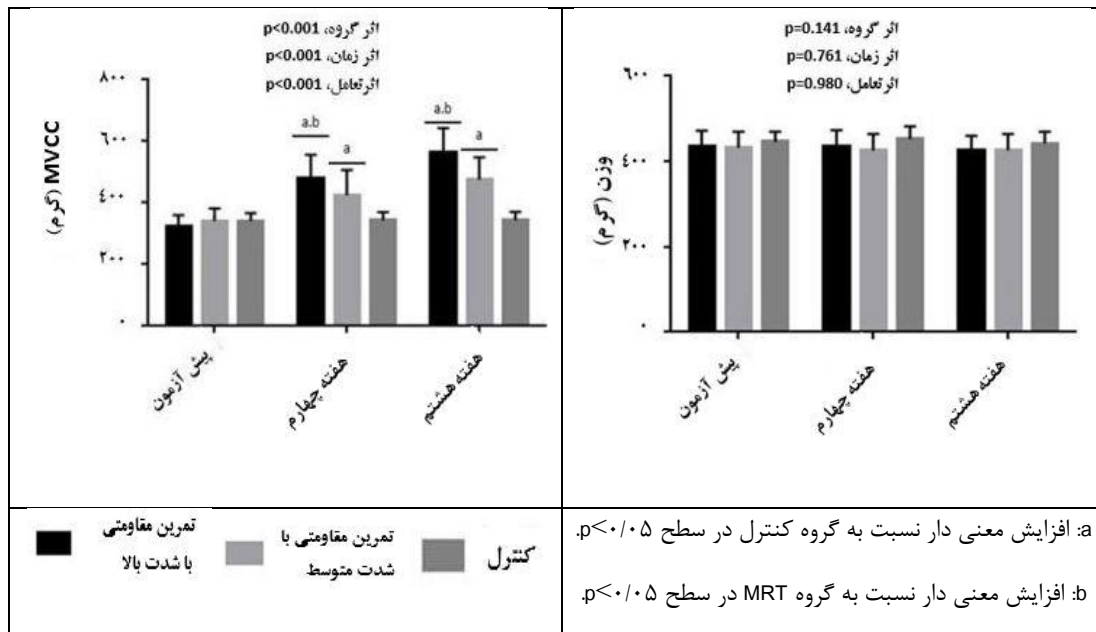 اثر گروه، p<0.001
اثر زمان، p<0.001
اثر تعامل، p<0.001
۸۰۰
۶۰۰
۴۰۰
۲۰۰
۰
MVCC (گرم)
a.b
a
a.b
a
پیش آزمون
هفته چهارم
هفته هشتم
اثر گروه، p=0.141
اثر زمان، p=0.761
اثر تعامل، p=0.980
۶۰۰
۴۰۰
۲۰۰
۰
وزن (گرم)
پیش آزمون
هفته چهارم
هفته هشتم
تمرین مقاومتی
با شدت بالا
تمرین مقاومتی با
شدت متوسط
کنترل
a: افزایش معنی دار نسبت به گروه کنترل در سطح p<۰/۰۵.
b: افزایش معنی دار نسبت به گروه MRT در سطح p<۰/۰۵.